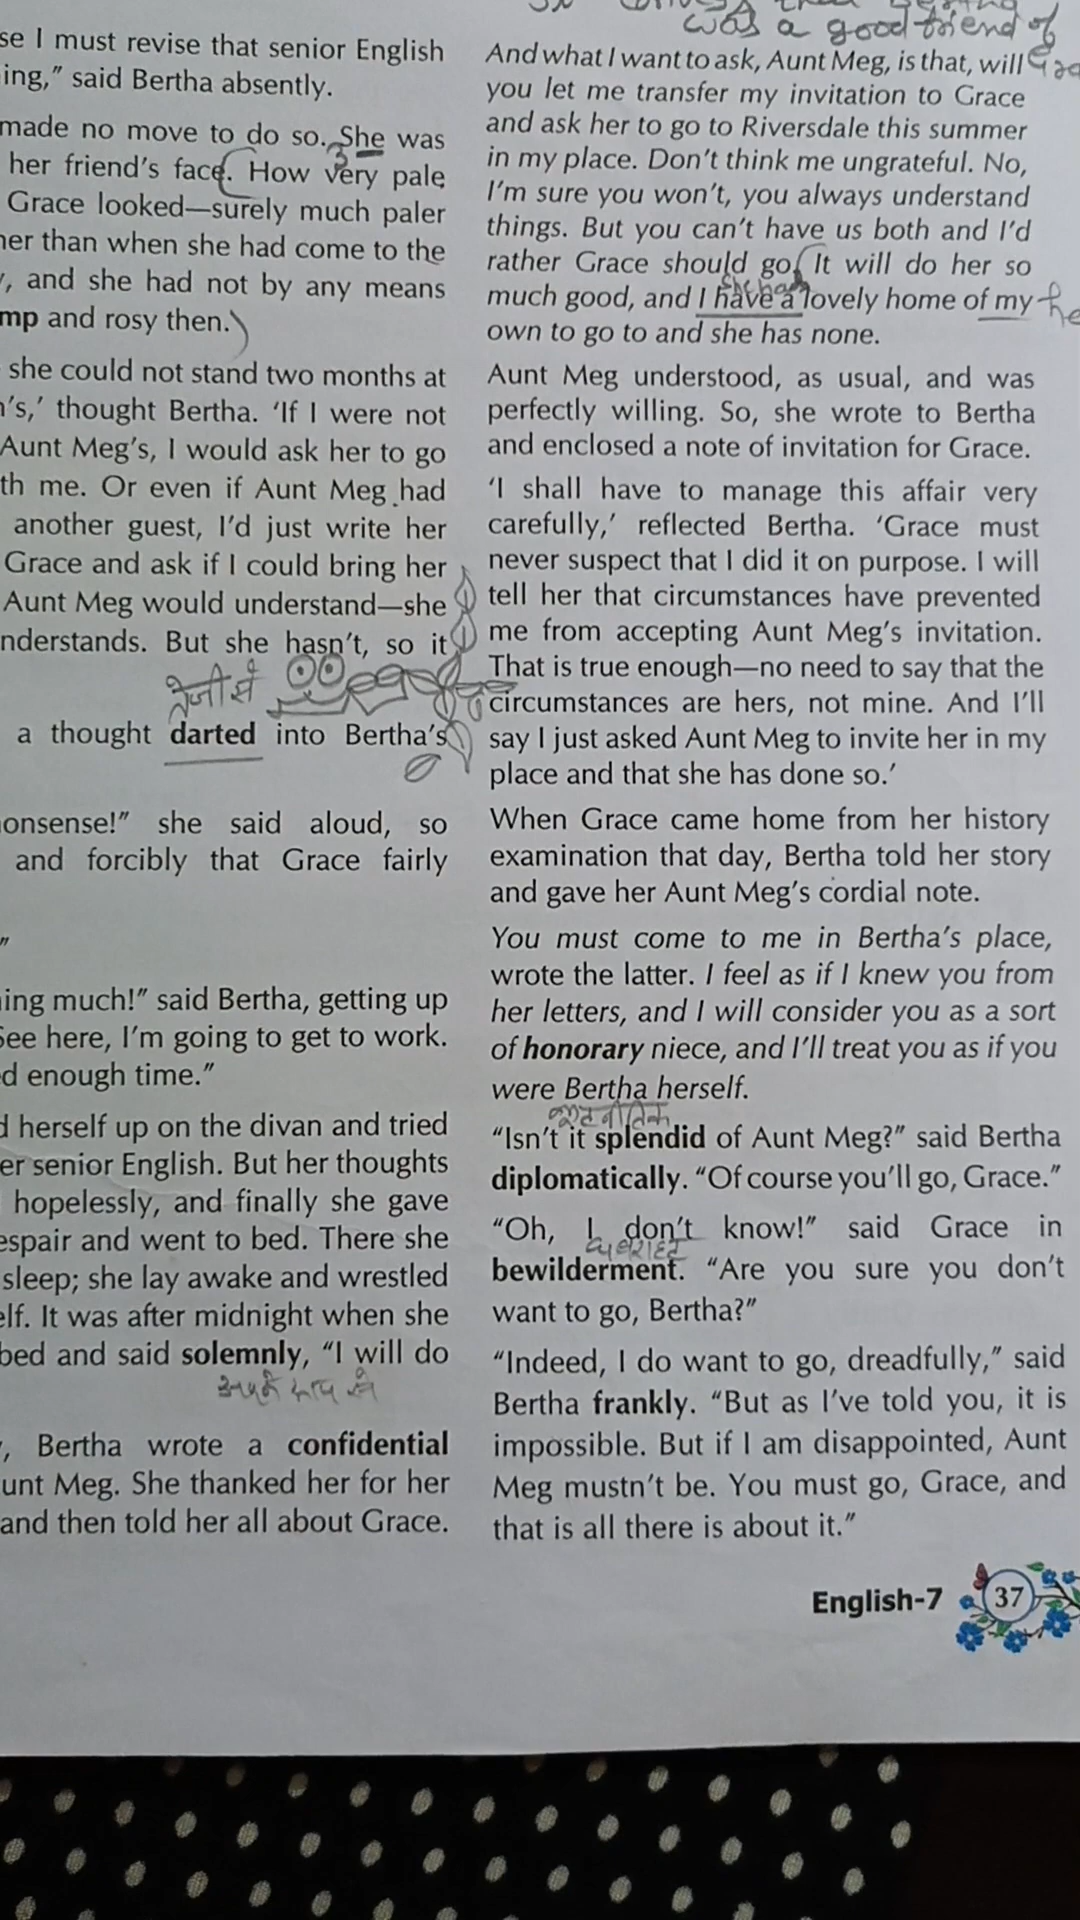 se I must revise that senior English
ing," said Bertha absently.
made no move to do so. She was
her friend's face. How very pale
Grace looked—surely much paler
her than when she had come to the
, and she had not by any means
mp and rosy then.
she could not stand two months at
's,' thought Bertha. 'If I were not
Aunt Meg's, I would ask her to go
th me. Or even if Aunt Meg had
another guest, I'd just write her
Grace and ask if I could bring her
Aunt Meg would understand—she
nderstands. But she hasn't, so it
तेजी से
a thought darted into Bertha's
onsense!" she said aloud, so
and forcibly that Grace fairly
"
ing much!" said Bertha, getting up
See here, I'm going to get to work.
d enough time."
d herself up on the divan and tried
er senior English. But her thoughts
hopelessly, and finally she gave
espair and went to bed. There she
sleep; she lay awake and wrestled
elf. It was after midnight when she
bed and said solemnly, "I will do
, Bertha wrote a confidential
unt Meg. She thanked her for her
and then told her all about Grace.
was a good friend of
And what I want to ask, Aunt Meg, is that, will
you let me transfer my invitation to Grace
and ask her to go to Riversdale this summer
in my place. Don't think me ungrateful. No,
I'm sure you won't, you always understand
things. But you can't have us both and I'd
rather Grace should go. It will do her so
she had
much good, and I have a lovely home of my he
own to go to and she has none.
Aunt Meg understood, as usual, and was
perfectly willing. So, she wrote to Bertha
and enclosed a note of invitation for Grace.
'I shall have to manage this affair very
carefully,' reflected Bertha. 'Grace must
never suspect that I did it on purpose. I will
tell her that circumstances have prevented
me from accepting Aunt Meg's invitation.
That is true enough—no need to say that the
circumstances are hers, not mine. And I'll
say I just asked Aunt Meg to invite her in my
place and that she has done so.'
When Grace came home from her history
examination that day, Bertha told her story
and gave her Aunt Meg's cordial note.
You must come to me in Bertha's place,
wrote the latter. I feel as if I knew you from
her letters, and I will consider you as a sort
of honorary niece, and I'll treat you as if you
were Bertha herself.
"Isn't it splendid of Aunt Meg?" said Bertha
diplomatically. "Of course you'll go, Grace."
"Oh, I don't know!" said Grace in
bewilderment. "Are you sure you don't
want to go, Bertha?"
"Indeed, I do want to go, dreadfully," said
Bertha frankly. "But as I've told you, it is
impossible. But if I am disappointed, Aunt
Meg mustn't be. You must go, Grace, and
that is all there is about it."
English-7 37